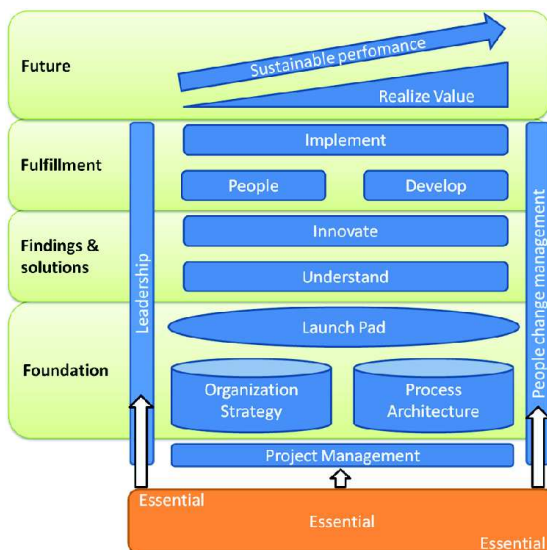 Future
Sustainable perfomance
Realize Value
Fulfillment
Implement
People
Develop
Findings &
solutions
Innovate
Understand
Foundation
Launch Pad
Organization
Strategy
Process
Architecture
Project Management
Leadership
People change management
Essential
Essential
Essential